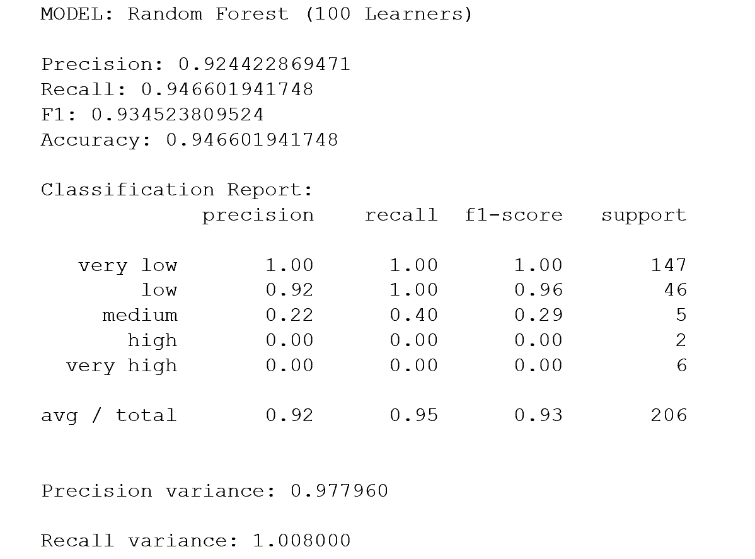 MODEL: Random Forest (100 Learners)
Precision: 0.924422869471
Recall: 0.946601941748
F1: 0.934523809524
Accuracy: 0.946601941748
Classification Report:
precision recall f1-score support
very low 1.00 1.00 1.00 147
low 0.92 1.00 0.96 46
medium 0.22 0.40 0.29 5
high 0.00 0.00 0.00 2
very high 0.00 0.00 0.00 6
avg / total 0.92 0.95 0.93 206
Precision variance: 0.977960
Recall variance: 1.008000